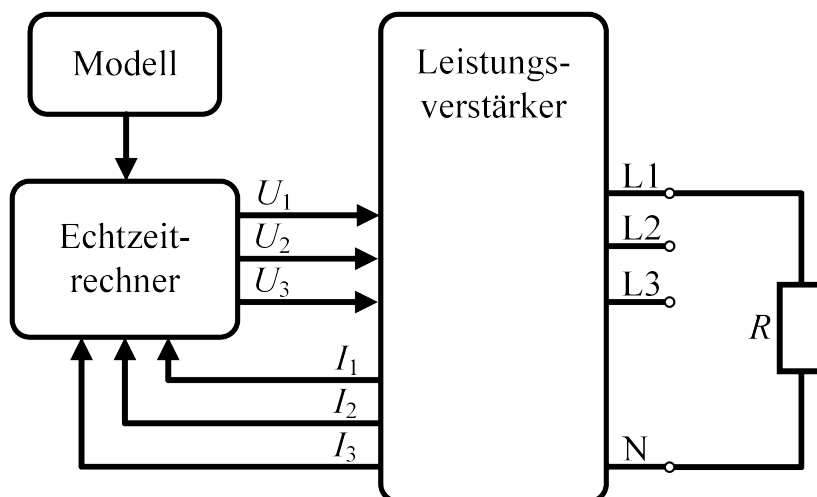 Modell
Leistungs-
verstärker
Echtzeit-
rechner
U1
U2
U3
I1
I2
I3
L1
L2
L3
N
R